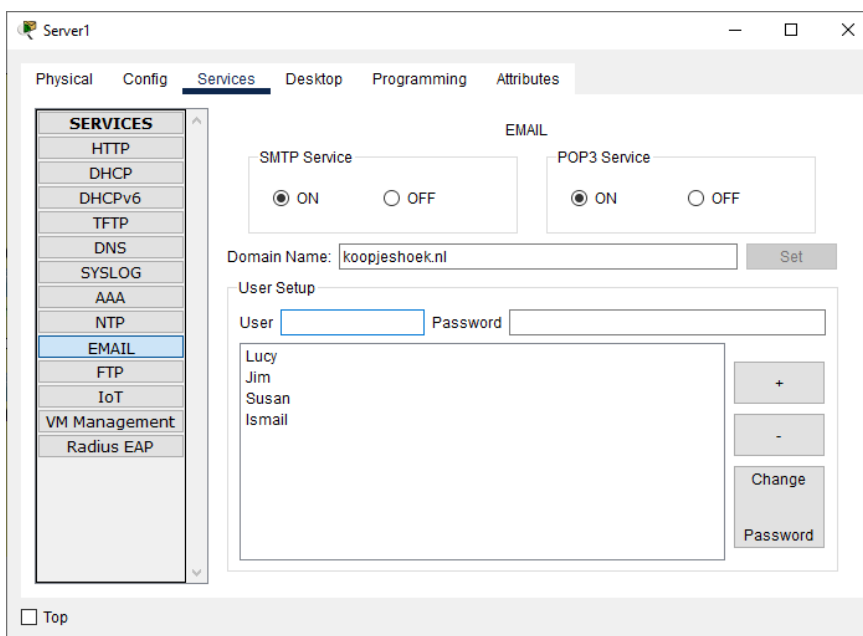 Server1
Physical Config Services Desktop Programming Attributes
SERVICES
HTTP
DHCP
DHCPv6
TFTP
DNS
SYSLOG
AAA
NTP
EMAIL
FTP
IoT
VM Management
Radius EAP
EMAIL
SMTP Service
ON OFF
POP3 Service
ON OFF
Domain Name: koopjeshoek.nl Set
User Setup
User Password
Lucy
Jim
Susan
Ismail
+
-
Change
Password
Top